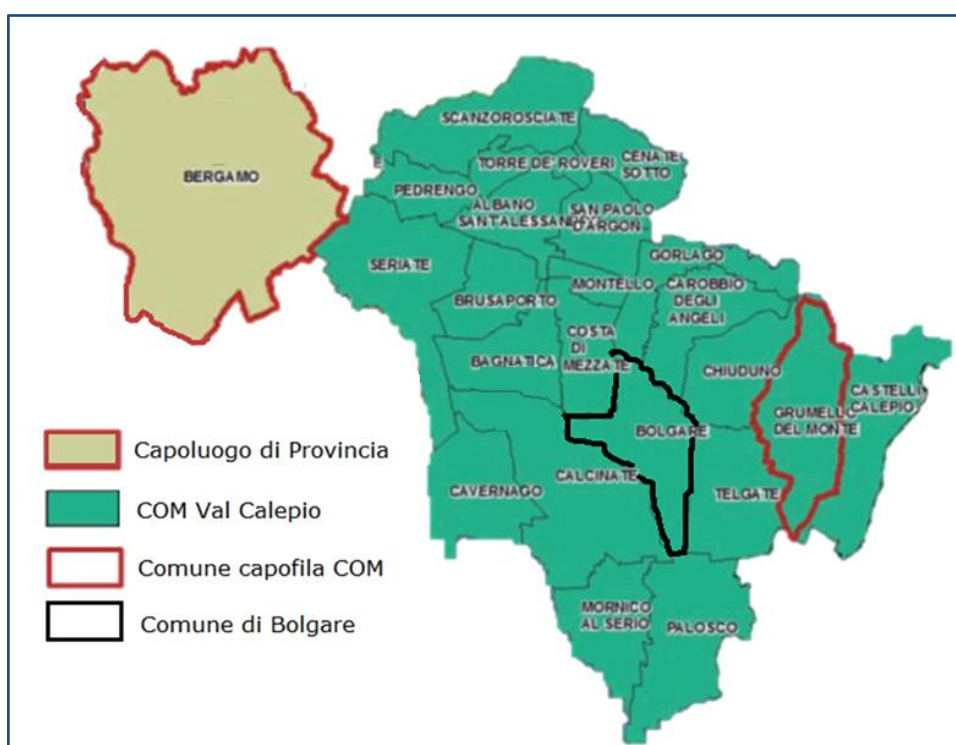 SCANZOROSCIATE
TORRE DE' ROVERI
CENATE
SOTTO
BERGAMO
PEDRENGO
ALBANO
SANT'ALESSANDRO
SAN PAOLO
D'ARGON
SERIATE
GORLAGO
MONTELLO
CAROBBIO
DEGLI
ANGELI
BRUSAPORTO
COSTA
DI
MEZZATE
BAGNATICA
CHIUDUNO
CASTELLI
CALEPIO
GRUMELLO
DEL MONTE
BOLGARE
CALCINATE
CAVERNAGO
TELGATE
MORNICO
AL SERIO
PALOSCO
Capoluogo di Provincia
COM Val Calepio
Comune capofila COM
Comune di Bolgare